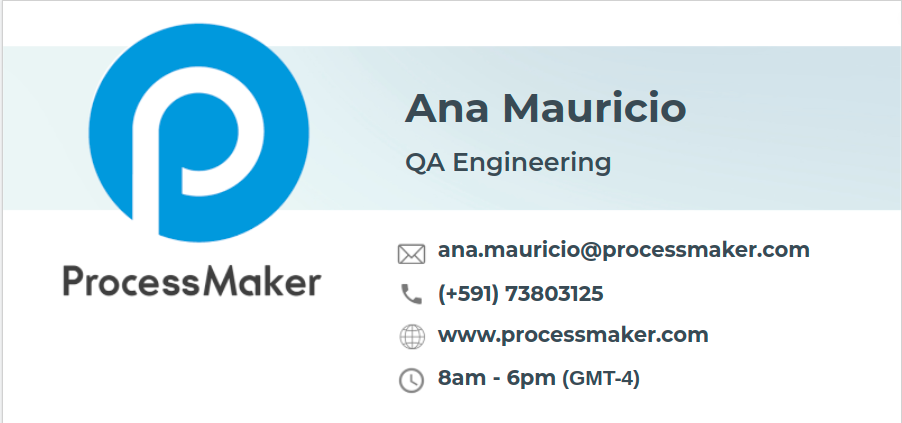 Ana Mauricio
QA Engineering
ProcessMaker
ana.mauricio@processmaker.com
(+591) 73803125
www.processmaker.com
8am - 6pm (GMT-4)